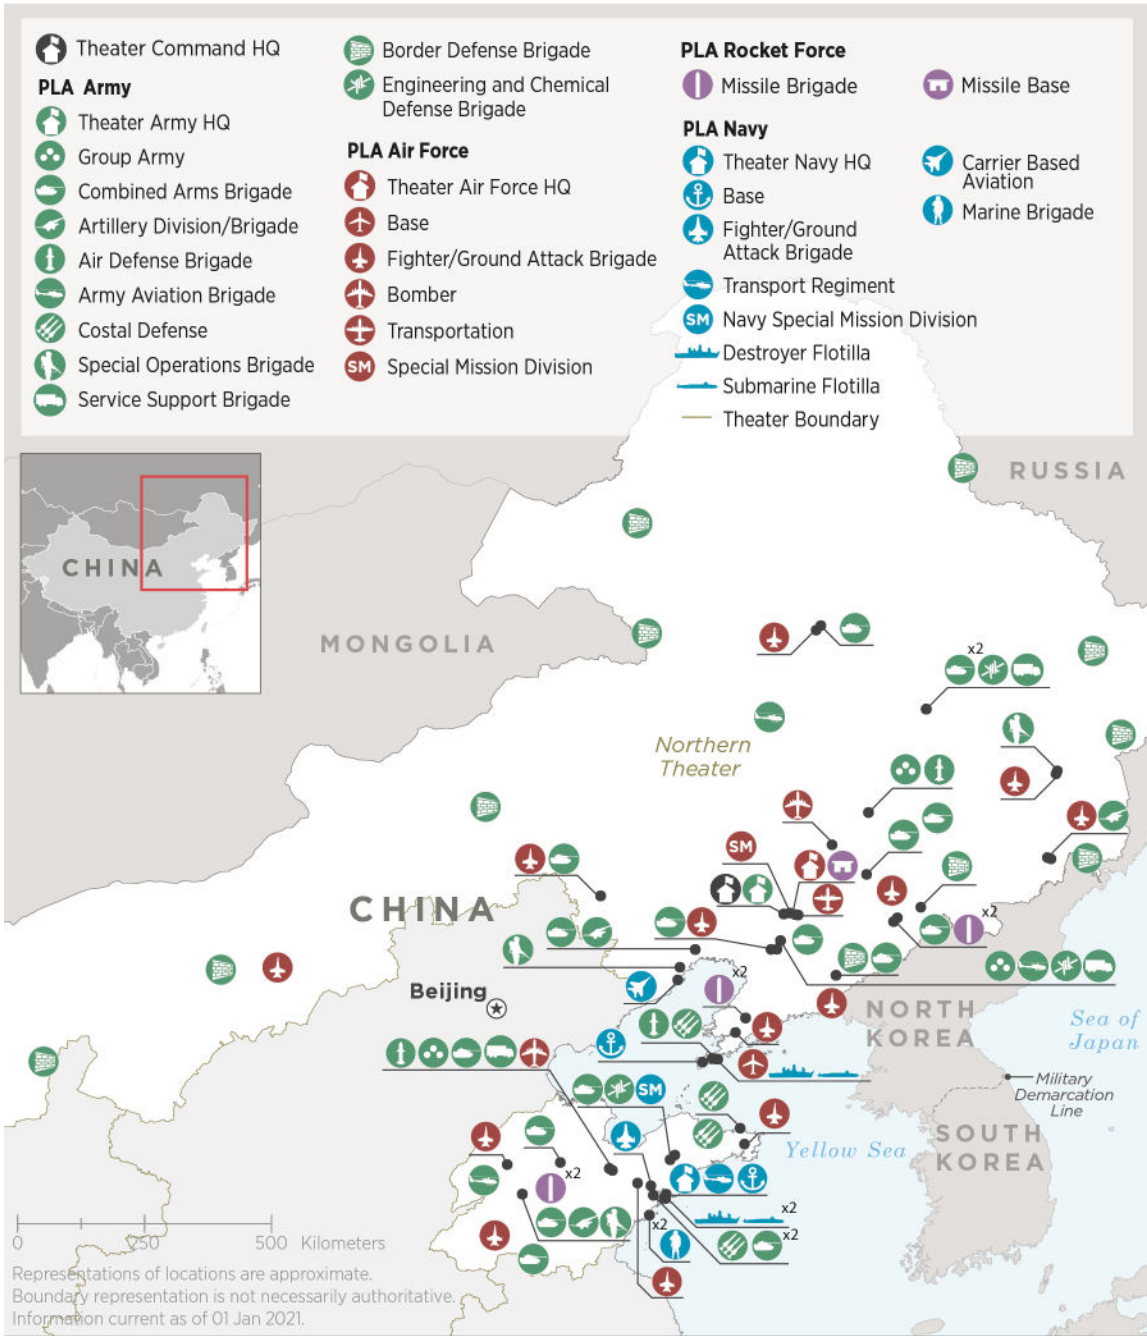 Theater Command HQ
PLA Army
Theater Army HQ
Group Army
Combined Arms Brigade
Artillery Division/Brigade
Air Defense Brigade
Army Aviation Brigade
Costal Defense
Special Operations Brigade
Service Support Brigade
Border Defense Brigade
Engineering and Chemical
Defense Brigade
PLA Air Force
Theater Air Force HQ
Base
Fighter/Ground Attack Brigade
Bomber
Transportation
SM Special Mission Division
PLA Rocket Force
Missile Brigade
Missile Base
PLA Navy
Theater Navy HQ
Base
Fighter/Ground
Attack Brigade
Transport Regiment
SM Navy Special Mission Division
Destroyer Flotilla
Submarine Flotilla
Theater Boundary
Carrier Based
Aviation
Marine Brigade
CHINA
RUSSIA
MONGOLIA
x2
Northern
Theater
SM
CHINA
x2
x2
Beijing
NORTH
KOREA
Sea of
Japan
Military
Demarcation
Line
SM
SOUTH
KOREA
Yellow Sea
x2
x2
x2
x2
0 250 500 Kilometers
Representations of locations are approximate.
Boundary representation is not necessarily authoritative.
Information current as of 01 Jan 2021.